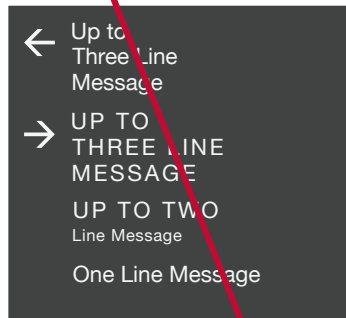 ← Up to
Three Line
Message
→ UP TO
THREE LINE
MESSAGE
UP TO TWO
Line Message
One Line Message